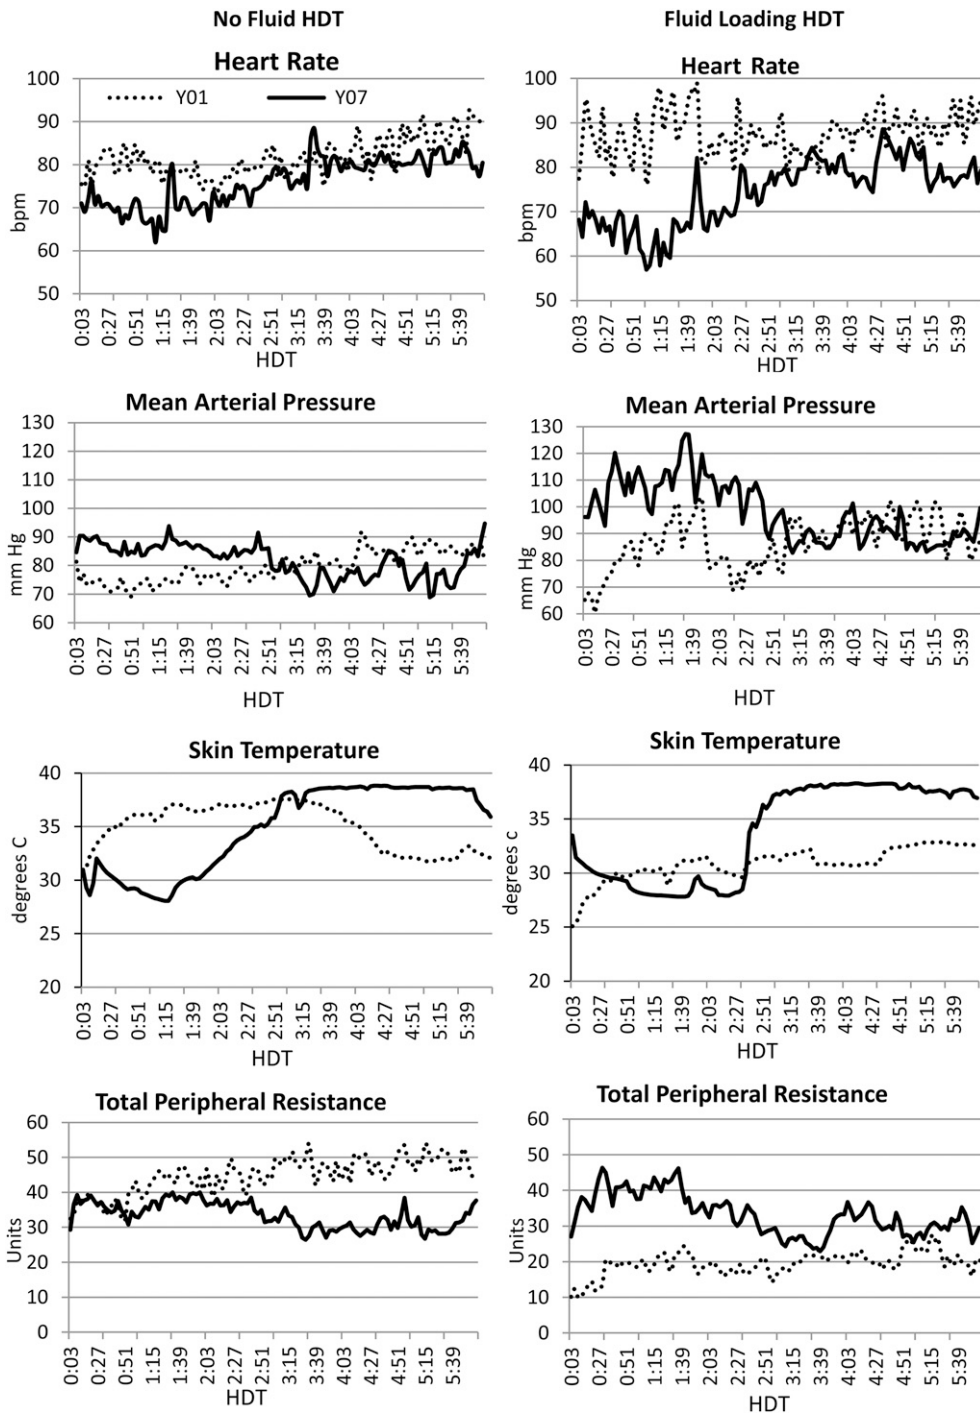 No Fluid HDT
Heart Rate
100
90
80
70
60
50
bpm
Y01 Y07
0:03 0:27 0:51 1:15 1:39 2:03 2:27 2:51 3:15 3:39 4:03 4:27 4:51 5:15 5:39
HDT
Fluid Loading HDT
Heart Rate
100
90
80
70
60
50
bpm
0:03 0:27 0:51 1:15 1:39 2:03 2:27 2:51 3:15 3:39 4:03 4:27 4:51 5:15 5:39
HDT
Mean Arterial Pressure
130
120
110
100
90
80
70
60
mm Hg
0:03 0:27 0:51 1:15 1:39 2:03 2:27 2:51 3:15 3:39 4:03 4:27 4:51 5:15 5:39
HDT
Mean Arterial Pressure
130
120
110
100
90
80
70
60
mm Hg
0:03 0:27 0:51 1:15 1:39 2:03 2:27 2:51 3:15 3:39 4:03 4:27 4:51 5:15 5:39
HDT
Skin Temperature
40
35
30
25
20
degrees C
0:03 0:27 0:51 1:15 1:39 2:03 2:27 2:51 3:15 3:39 4:03 4:27 4:51 5:15 5:39
HDT
Skin Temperature
40
35
30
25
20
degrees c
0:03 0:27 0:51 1:15 1:39 2:03 2:27 2:51 3:15 3:39 4:03 4:27 4:51 5:15 5:39
HDT
Total Peripheral Resistance
60
50
40
30
20
10
0
Units
0:03 0:27 0:51 1:15 1:39 2:03 2:27 2:51 3:15 3:39 4:03 4:27 4:51 5:15 5:39
HDT
Total Peripheral Resistance
60
50
40
30
20
10
0
Units
0:03 0:27 0:51 1:15 1:39 2:03 2:27 2:51 3:15 3:39 4:03 4:27 4:51 5:15 5:39
HDT